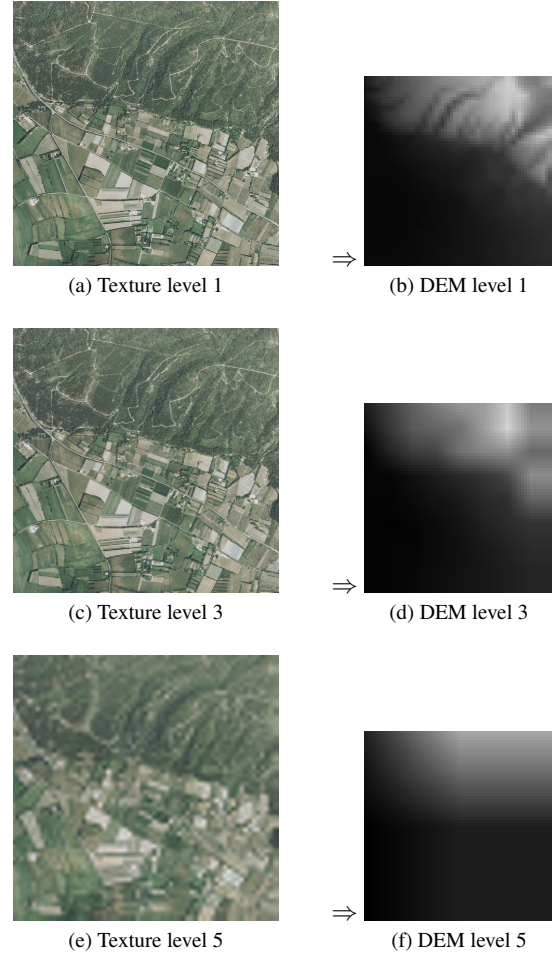 ⇒
(a) Texture level 1 (b) DEM level 1
⇒
(c) Texture level 3 (d) DEM level 3
⇒
(e) Texture level 5 (f) DEM level 5